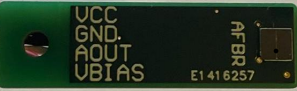 VCC
GND
AOUT
VBIAS
AFBR
E1416257